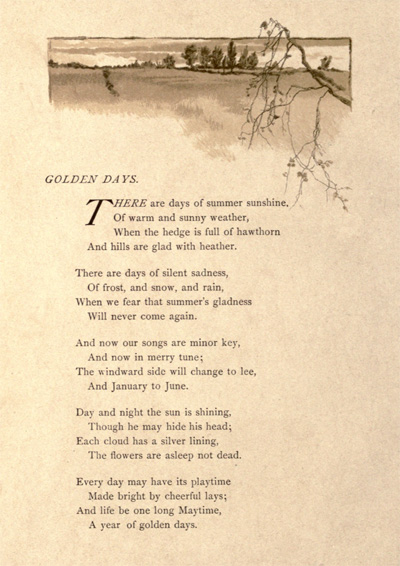 GOLDEN DAYS.
THERE are days of summer sunshine,
Of warm and sunny weather,
When the hedge is full of hawthorn
And hills are glad with heather.
There are days of silent sadness,
Of frost, and snow, and rain,
When we fear that summer's gladness
Will never come again.
And now our songs are minor key,
And now in merry tune;
The windward side will change to lee,
And January to June.
Day and night the sun is shining,
Though he may hide his head;
Each cloud has a silver lining,
The flowers are asleep not dead.
Every day may have its playtime
Made bright by cheerful lays;
And life be one long Maytime,
A year of golden days.